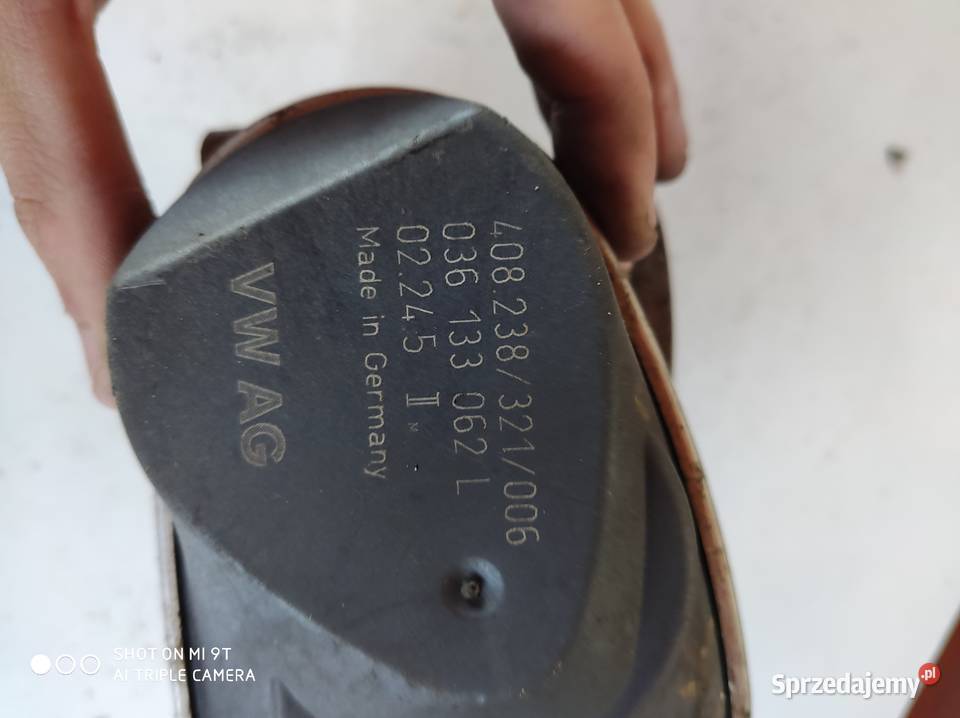 408.238/321/006
036 133 062 L
02.24.5 II
Made in Germany
VW AG
SHOT ON MI 9T
AI TRIPLE CAMERA
Sprzedajemy.pl